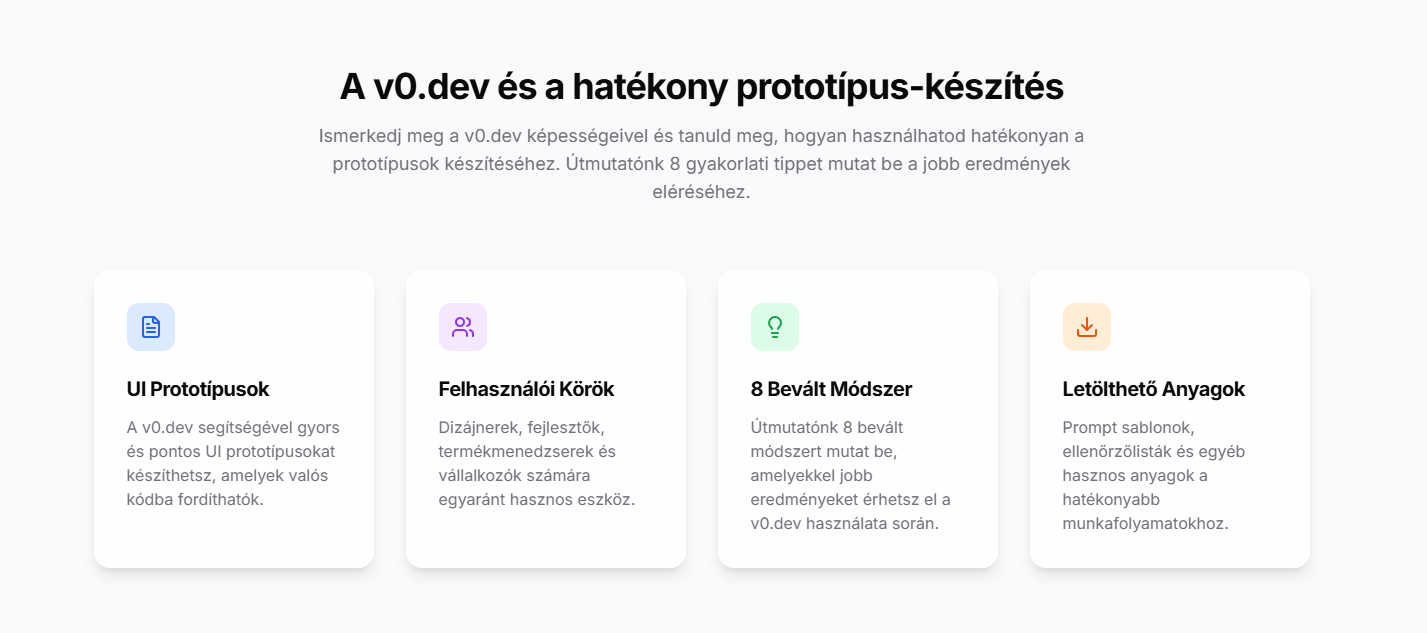 A v0.dev és a hatékony prototípus-készítés
Ismerkedj meg a v0.dev képességeivel és tanuld meg, hogyan használhatod hatékonyan a
prototípusok készítéséhez. Útmutatónk 8 gyakorlati tippet mutat be a jobb eredmények
eléréséhez.
UI Prototípusok
A v0.dev segítségével gyors
és pontos UI prototípusokat
készíthetsz, amelyek valós
kódba fordíthatók.
Felhasználói Körök
Dizájnerek, fejlesztők,
termékmenedzserek és
vállalkozók számára
egyaránt hasznos eszköz.
8 Bevált Módszer
Útmutatónk 8 bevált
módszert mutat be,
amelyekkel jobb
eredményeket érhetsz el a
v0.dev használata során.
Letölthető Anyagok
Prompt sablonok,
ellenőrzőlisták és egyéb
hasznos anyagok a
hatékonyabb
munkafolyamatokhoz.